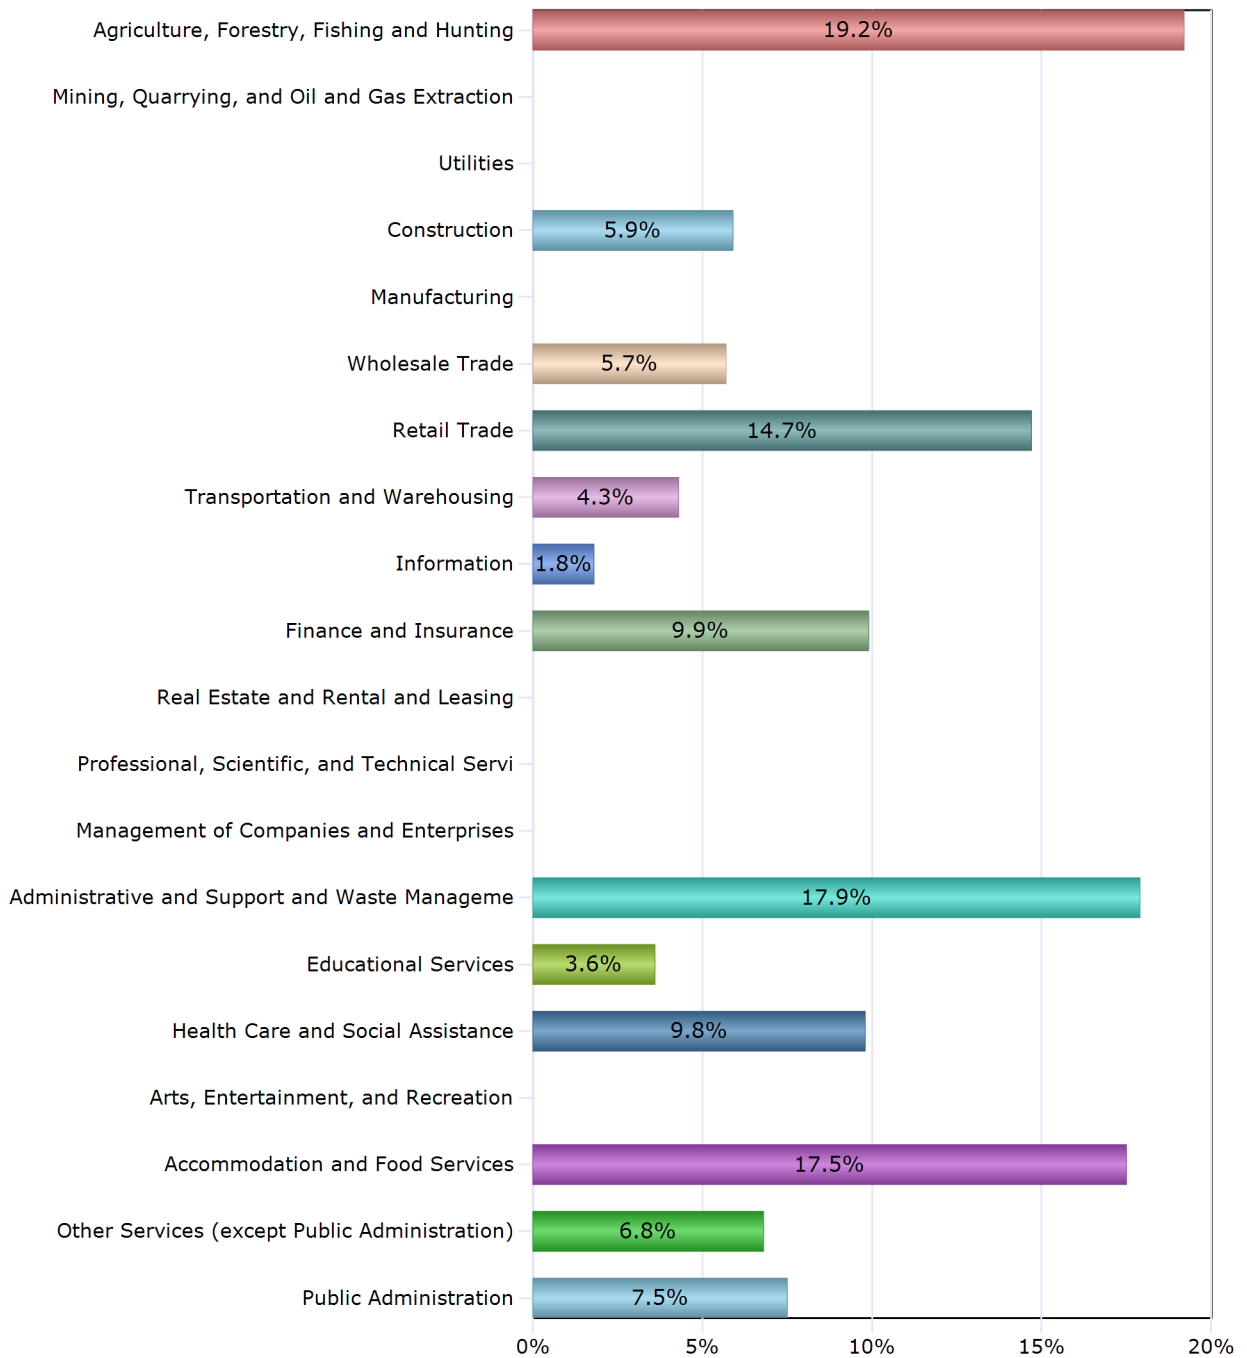 Agriculture, Forestry, Fishing and Hunting 19.2%
Mining, Quarrying, and Oil and Gas Extraction
Utilities
Construction 5.9%
Manufacturing
Wholesale Trade 5.7%
Retail Trade 14.7%
Transportation and Warehousing 4.3%
Information 1.8%
Finance and Insurance 9.9%
Real Estate and Rental and Leasing
Professional, Scientific, and Technical Servi
Management of Companies and Enterprises
Administrative and Support and Waste Manageme 17.9%
Educational Services 3.6%
Health Care and Social Assistance 9.8%
Arts, Entertainment, and Recreation
Accommodation and Food Services 17.5%
Other Services (except Public Administration) 6.8%
Public Administration 7.5%
0% 5% 10% 15% 20%